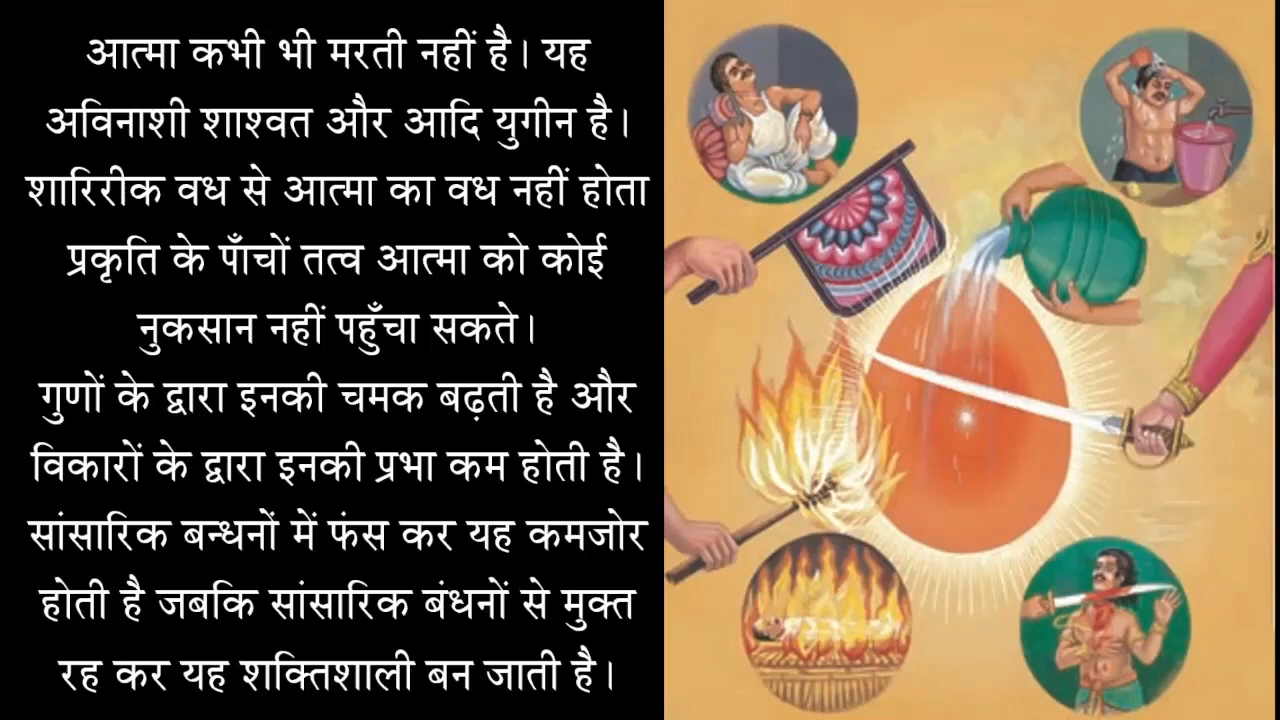 आत्मा कभी भी मरती नहीं है। यह
अविनाशी शाश्वत और आदि युगीन है।
शारिरीक वध से आत्मा का वध नहीं होता
प्रकृति के पाँचों तत्व आत्मा को कोई
नुकसान नहीं पहुँचा सकते।
गुणों के द्वारा इनकी चमक बढ़ती है और
विकारों के द्वारा इनकी प्रभा कम होती है।
सांसारिक बन्धनों में फंस कर यह कमजोर
होती है जबकि सांसारिक बंधनों से मुक्त
रह कर यह शक्तिशाली बन जाती है।